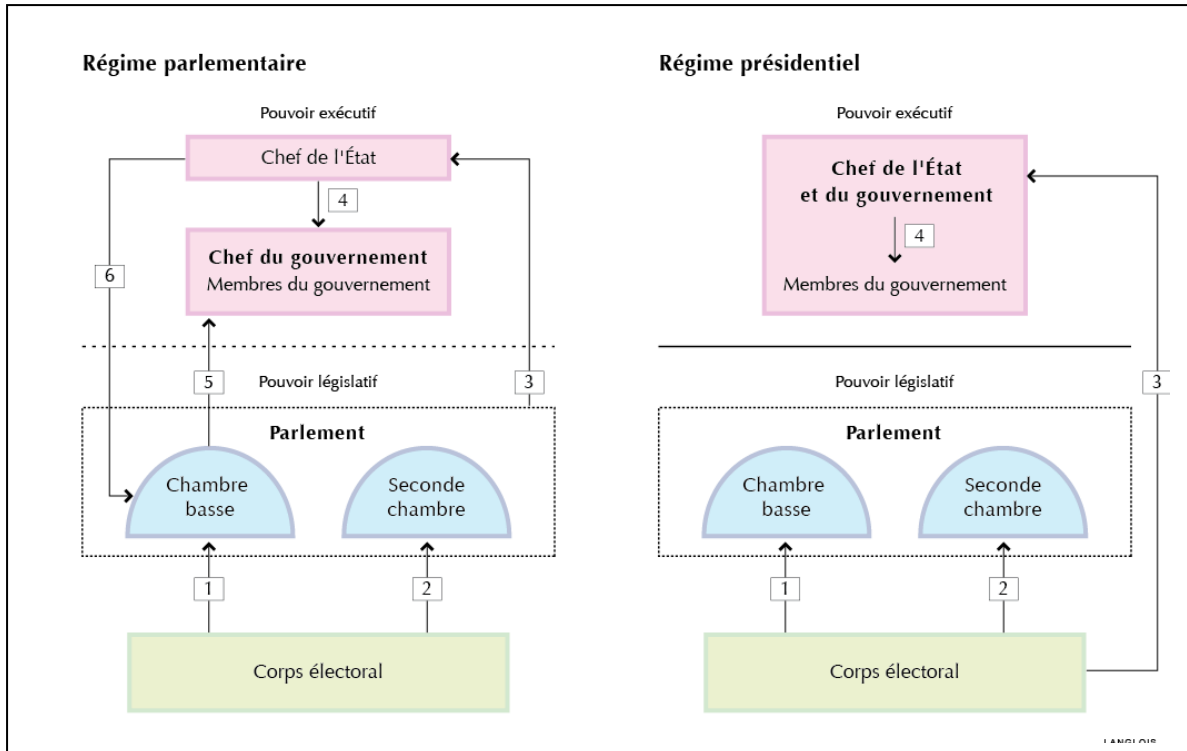 Régime parlementaire
Pouvoir exécutif
Chef de l'État
4
Chef du gouvernement
Membres du gouvernement
6
5
Pouvoir législatif
3
Parlement
Chambre
basse
Seconde
chambre
1
2
Corps électoral
Régime présidentiel
Pouvoir exécutif
Chef de l'État
et du gouvernement
4
Membres du gouvernement
Pouvoir législatif
3
Parlement
Chambre
basse
Seconde
chambre
1
2
Corps électoral
LANGLOIS